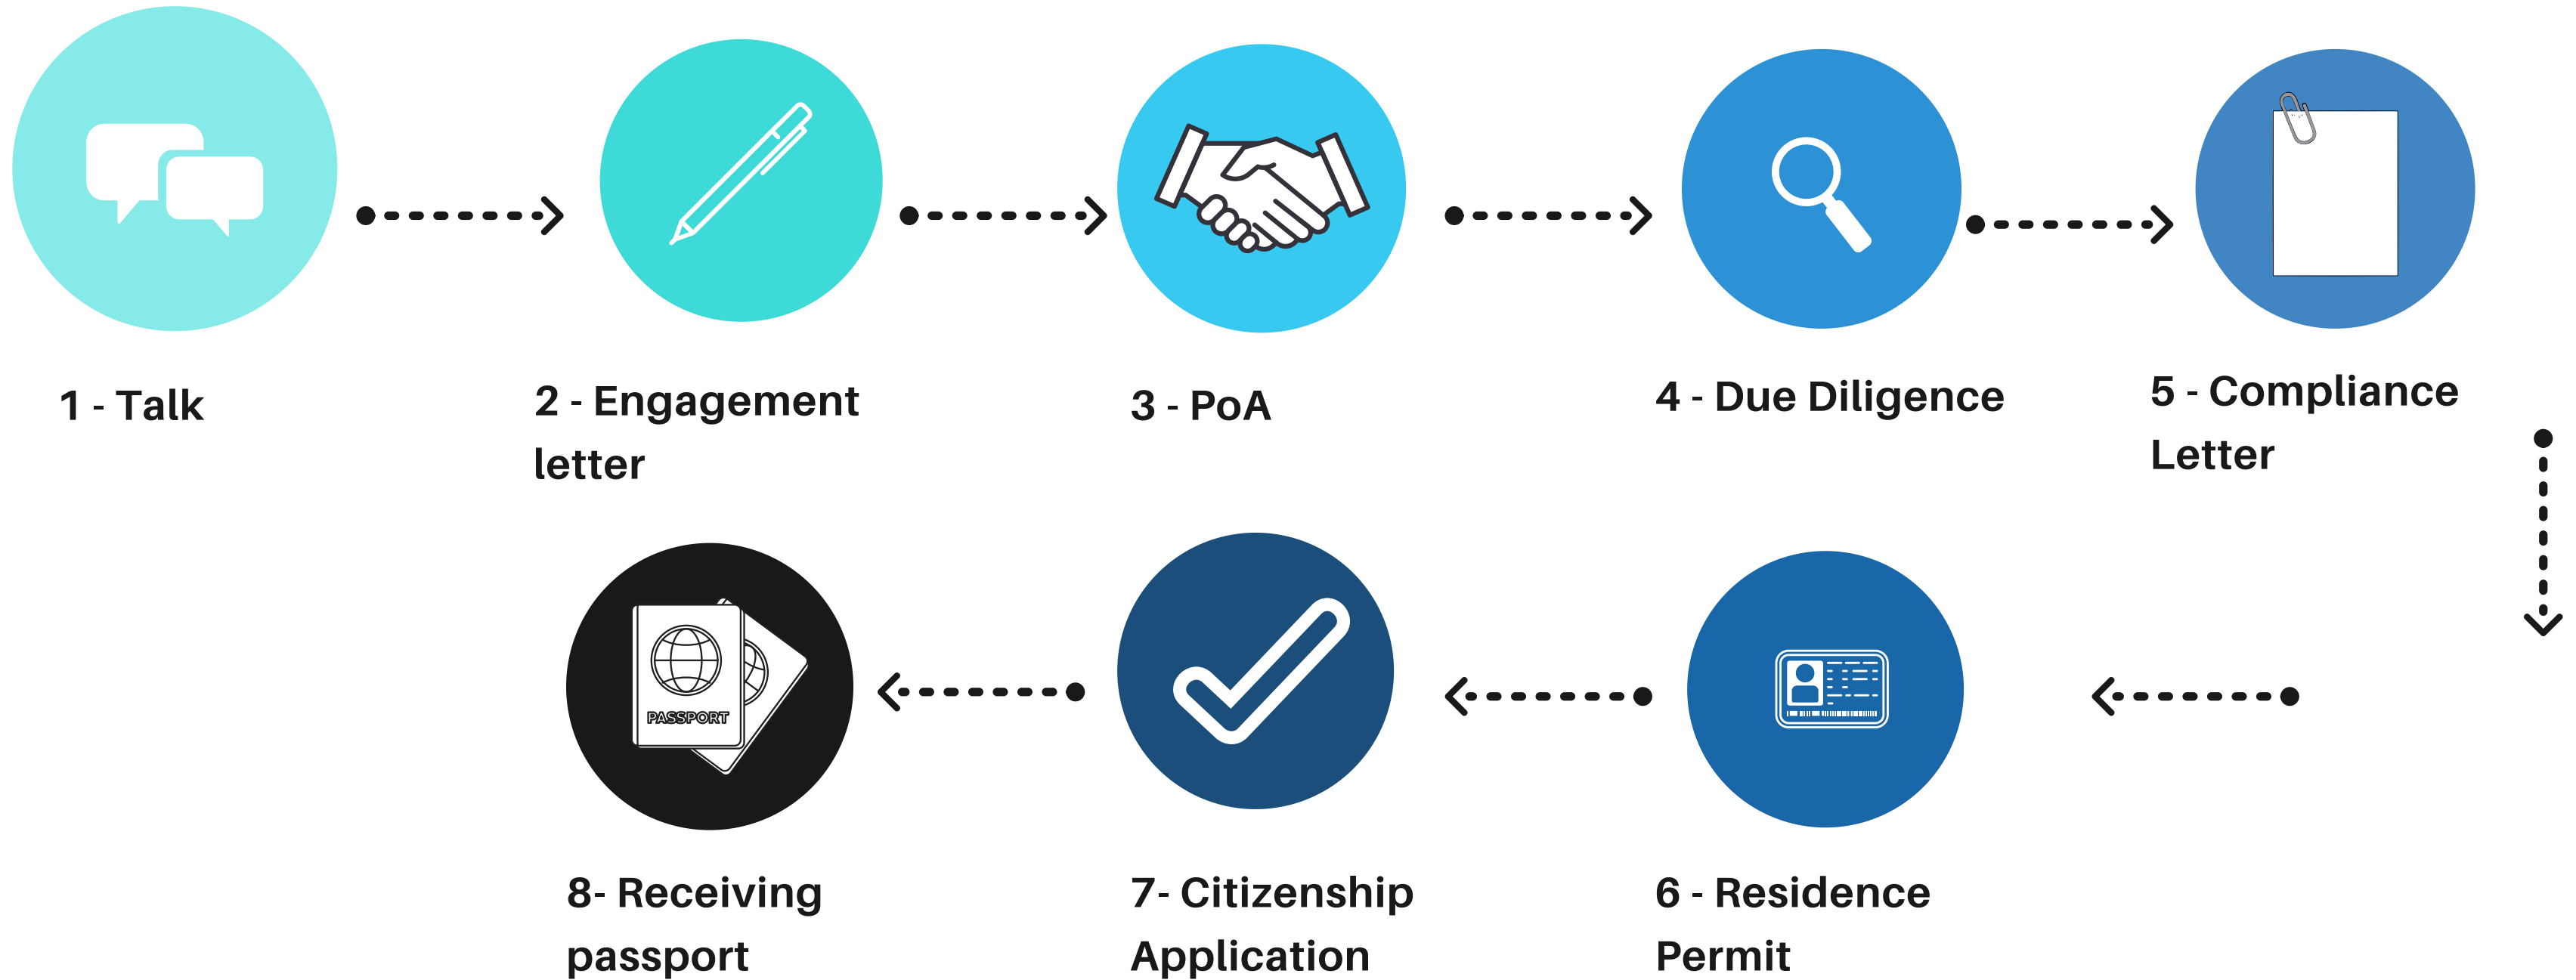 1 - Talk
2 - Engagement
letter
3 - PoA
4 - Due Diligence
5 - Compliance
Letter
PASSPORT
8- Receiving
passport
7- Citizenship
Application
6 - Residence
Permit